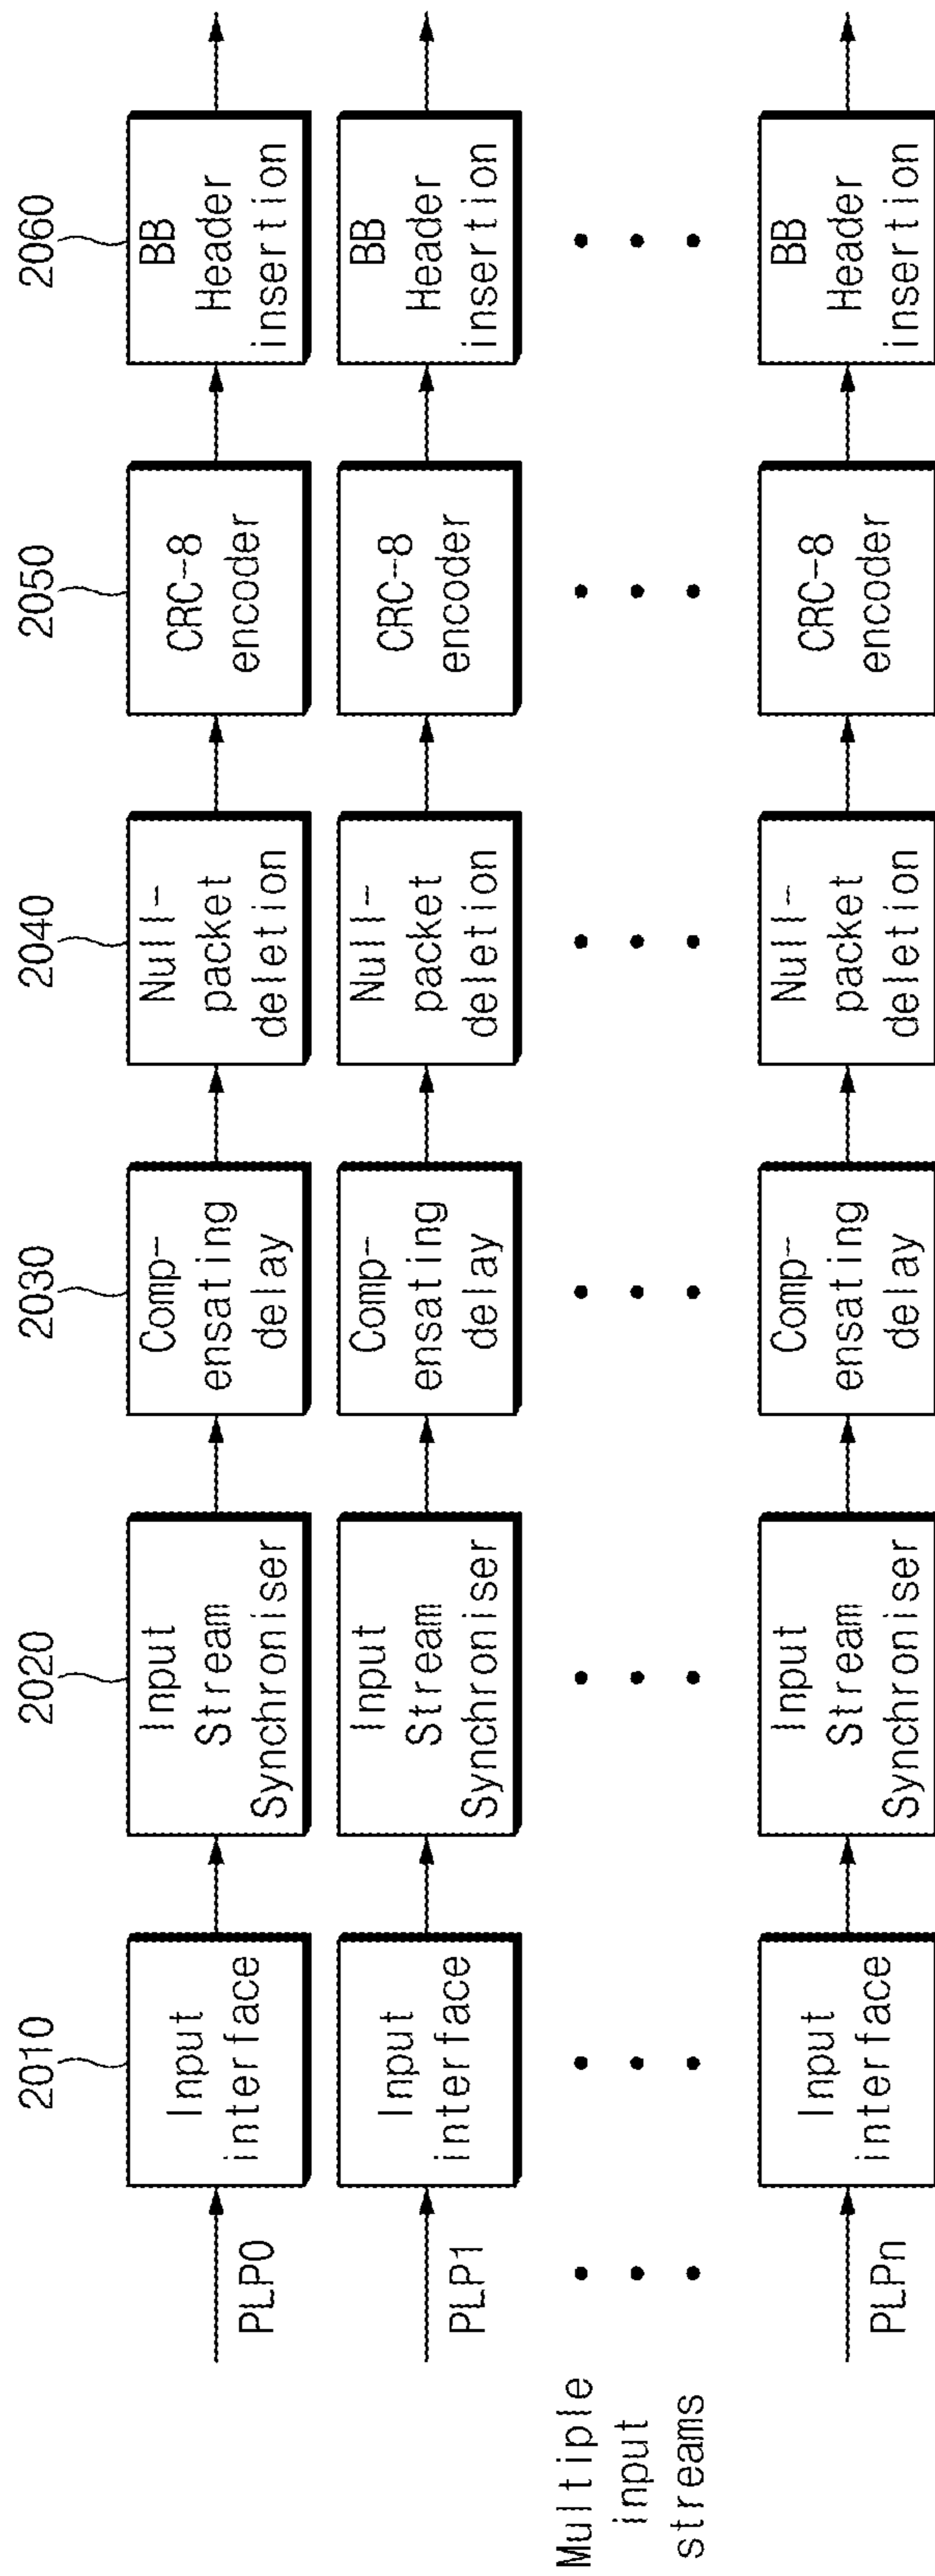 2010
2020
2030
2040
2050
2060
PLP0
Input
interface
Input
Stream
Synchroniser
Comp-
ensating
delay
Null-
packet
deletion
CRC-8
encoder
BB
Header
insertion
PLP1
Input
interface
Input
Stream
Synchroniser
Comp-
ensating
delay
Null-
packet
deletion
CRC-8
encoder
BB
Header
insertion
Multiple
input
streams
PLPn
Input
interface
Input
Stream
Synchroniser
Comp-
ensating
delay
Null-
packet
deletion
CRC-8
encoder
BB
Header
insertion